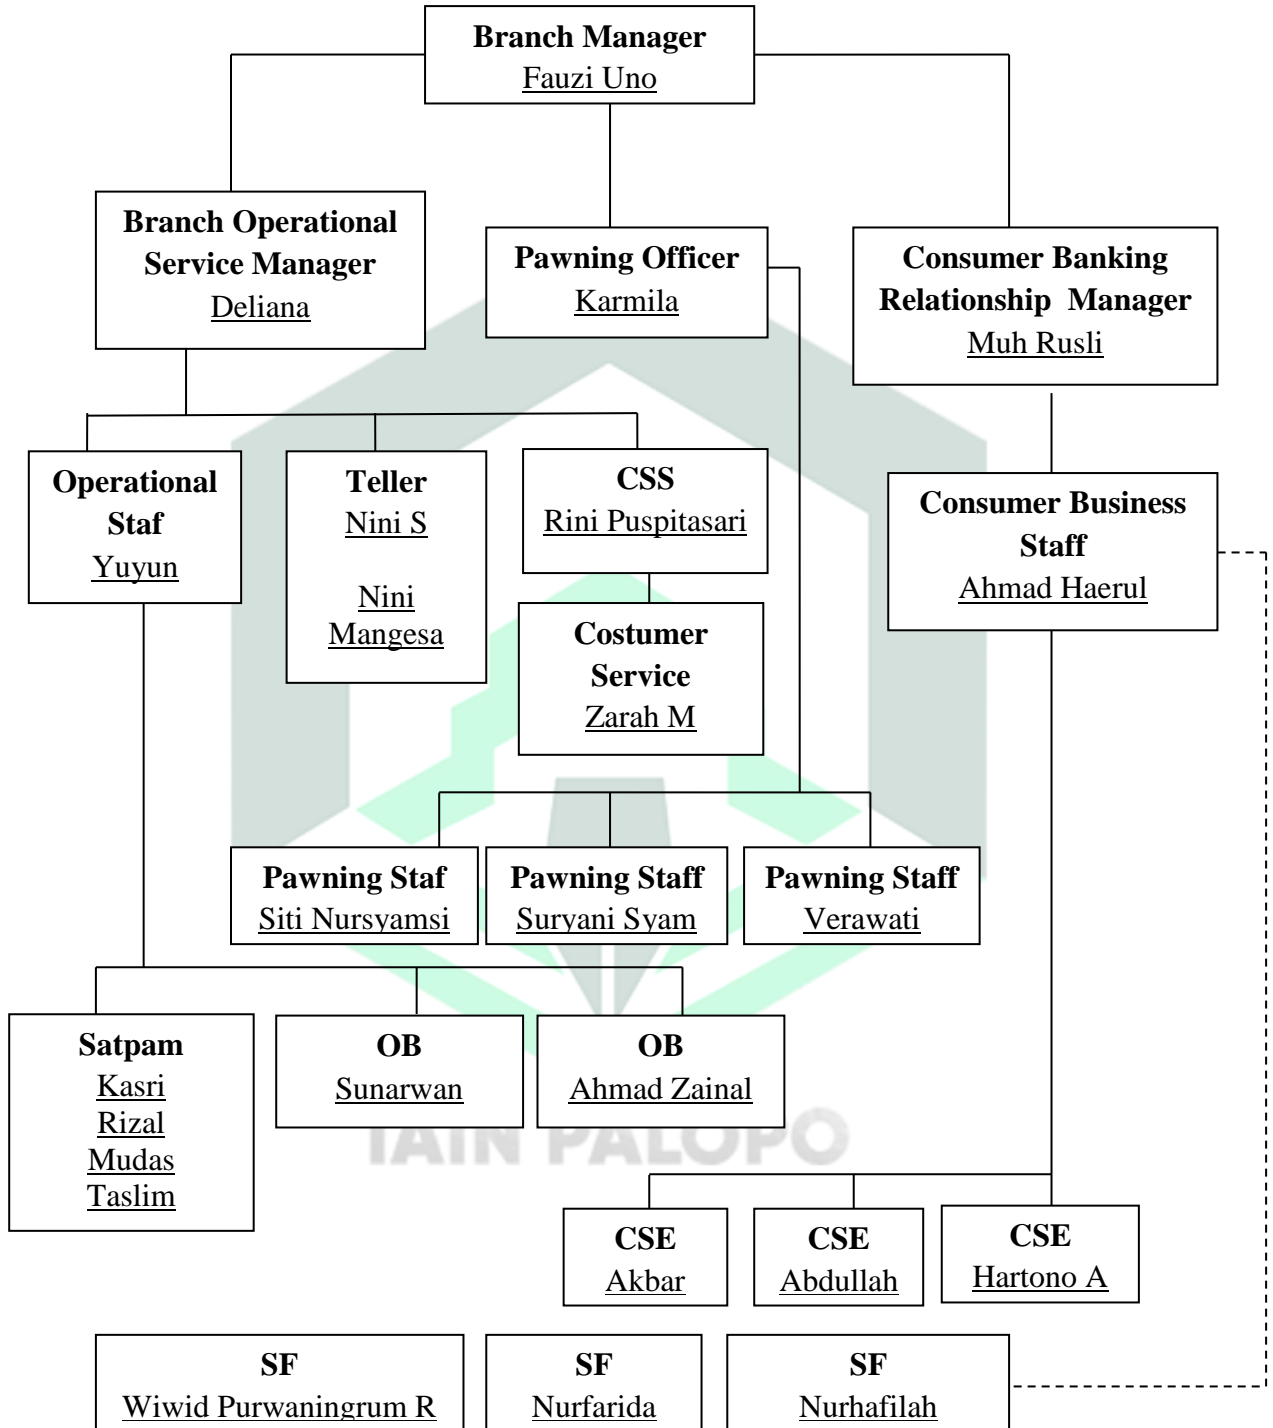 Branch Manager
Fauzi Uno
Branch Operational
Service Manager
Deliana
Pawning Officer
Karmila
Consumer Banking
Relationship Manager
Muh Rusli
Operational
Staf
Yuyun
Teller
Nini S
Nini
Mangesa
CSS
Rini Puspitasari
Consumer Business
Staff
Ahmad Haerul
Costumer
Service
Zarah M
Pawning Staf
Siti Nursyamsi
Pawning Staff
Suryani Syam
Pawning Staff
Verawati
Satpam
Kasri
Rizal
Mudas
Taslim
OB
Sunarwan
OB
Ahmad Zainal
IAIN PALOPO
CSE
Akbar
CSE
Abdullah
CSE
Hartono A
SF
Wiwid Purwaningrum R
SF
Nurfarida
SF
Nurhafilah